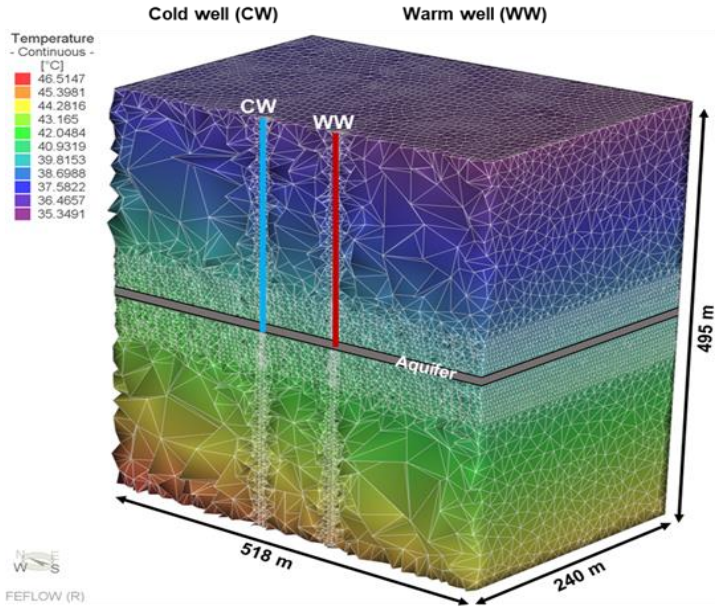 Cold well (CW)
Warm well (WW)
Temperature
- Continuous -
[°C]
46.5147
45.3981
44.2816
43.165
42.0484
40.9319
39.8153
38.6988
37.5822
36.4657
35.3491
CW
WW
Aquifer
495 m
518 m
240 m
N E
W S
FEFLOW (R)